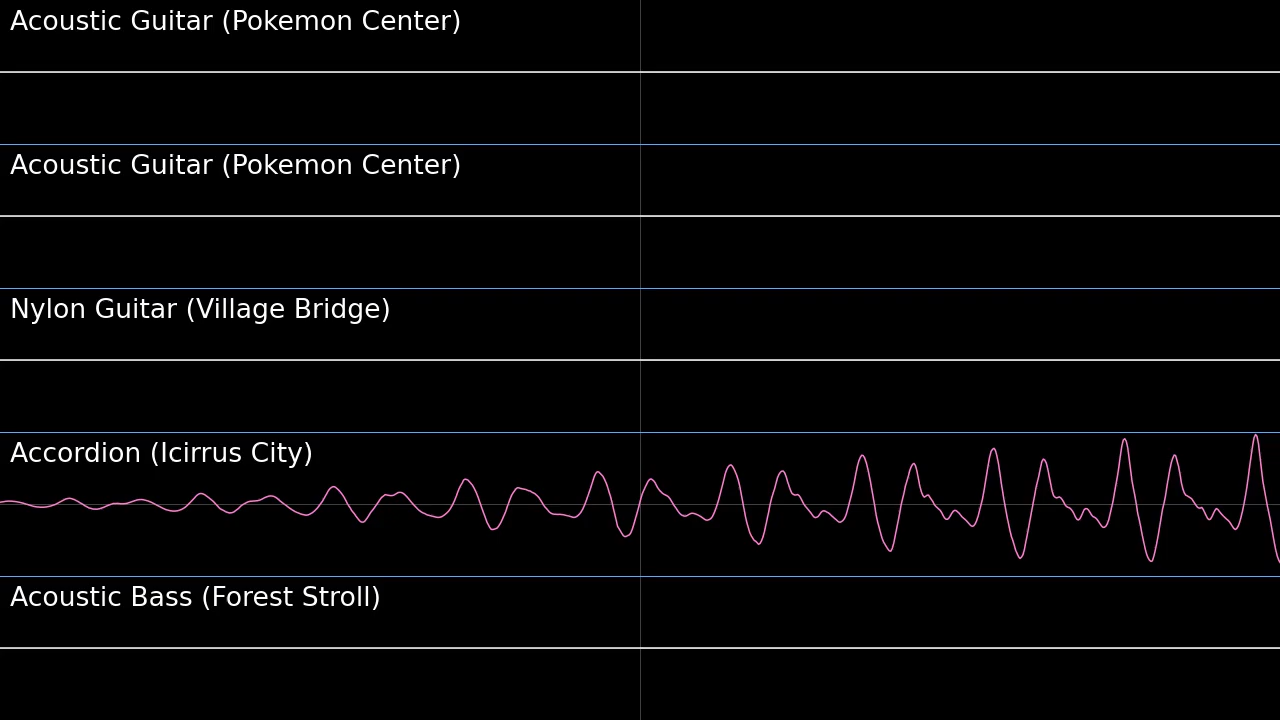 Acoustic Guitar (Pokemon Center)
Acoustic Guitar (Pokemon Center)
Nylon Guitar (Village Bridge)
Accordion (Icirrus City)
Acoustic Bass (Forest Stroll)